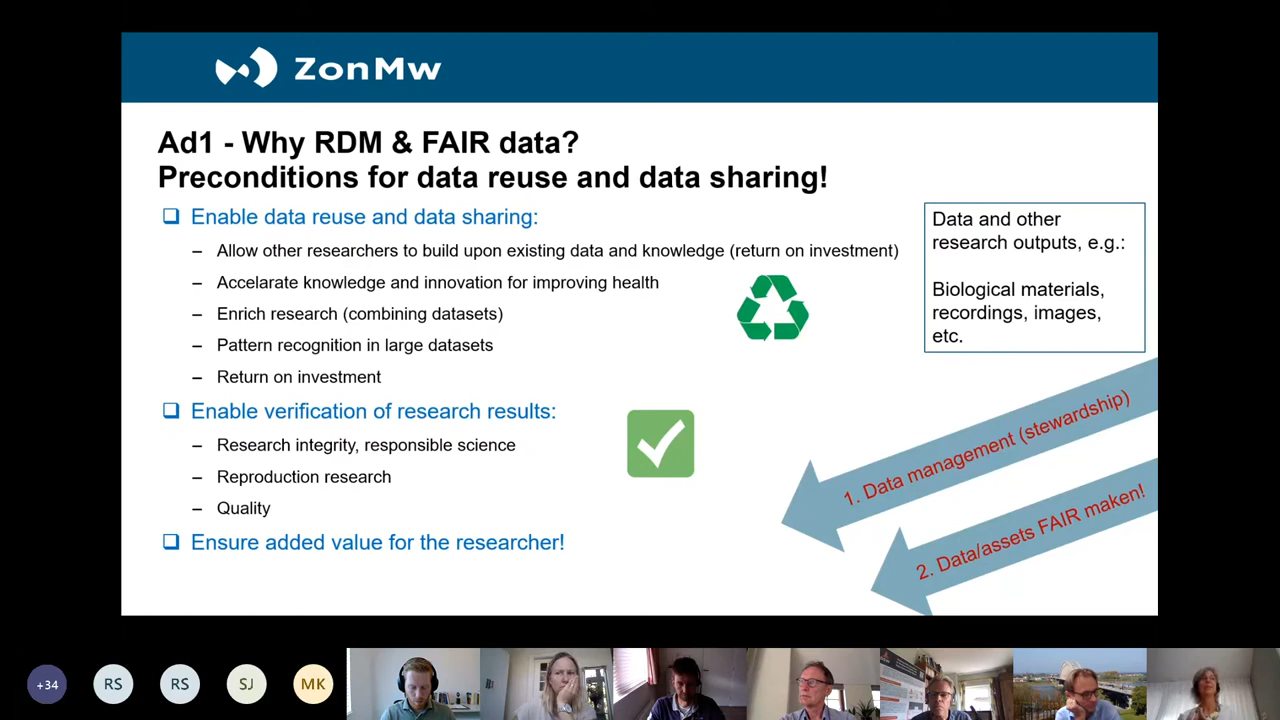 ZonMw
Ad1 - Why RDM & FAIR data?
Preconditions for data reuse and data sharing!
❑ Enable data reuse and data sharing:
– Allow other researchers to build upon existing data and knowledge (return on investment)
– Accelarate knowledge and innovation for improving health
– Enrich research (combining datasets)
– Pattern recognition in large datasets
– Return on investment
❑ Enable verification of research results:
– Research integrity, responsible science
– Reproduction research
– Quality
❑ Ensure added value for the researcher!
Data and other
research outputs, e.g.:
Biological materials,
recordings, images,
etc.
1. Data management (stewardship)
2. Data/assets FAIR maken!
+34
RS
RS
SJ
MK